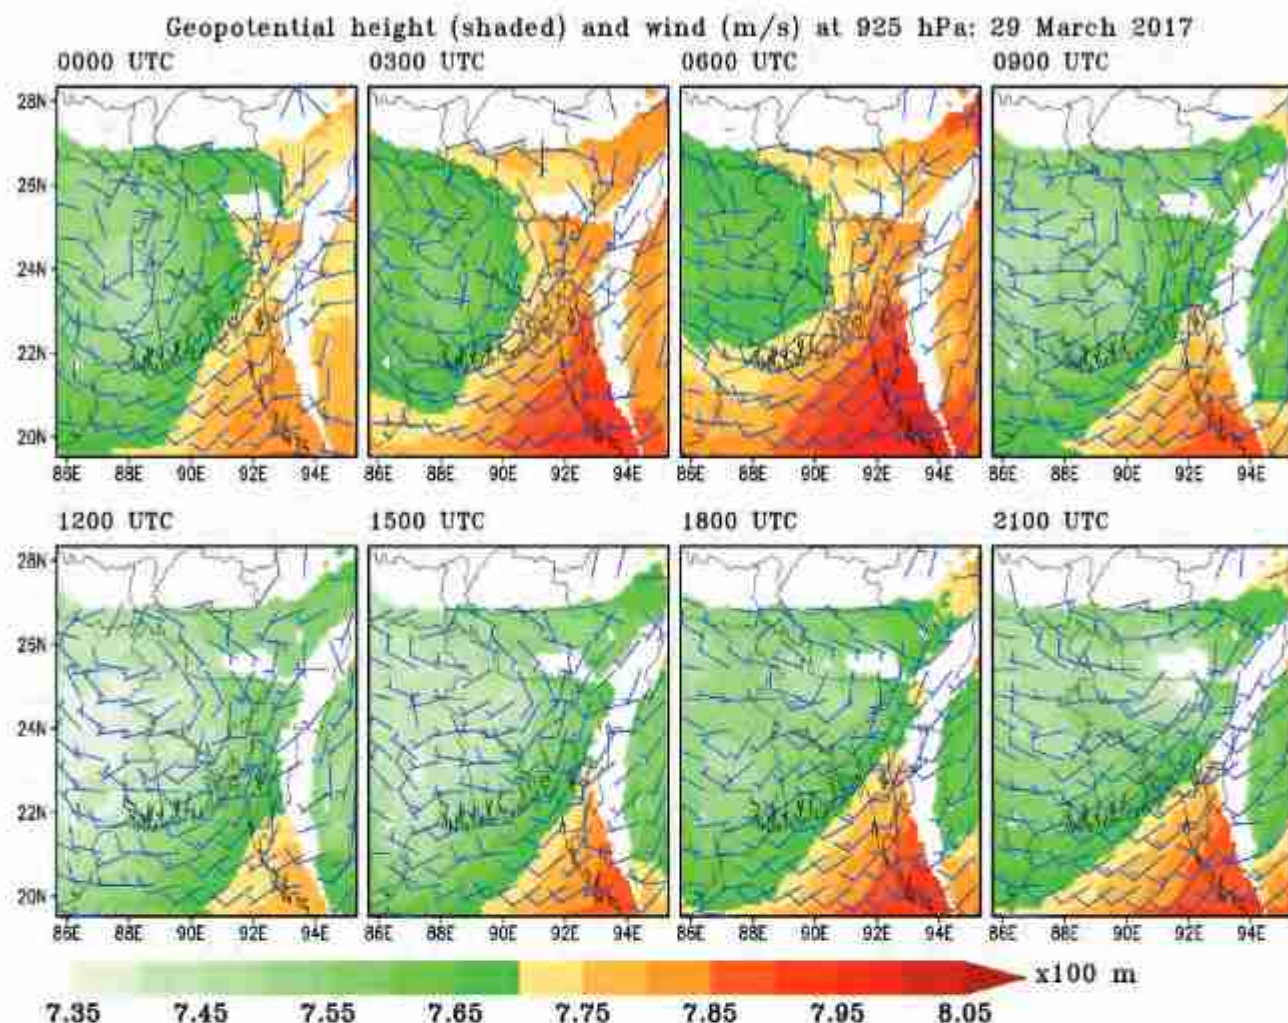 Geopotential height (shaded) and wind (m/s) at 925 hPa: 29 March 2017
0000 UTC 0300 UTC 0600 UTC 0900 UTC
28N
26N
24N
22N
20N
86E 88E 90E 92E 94E 86E 88E 90E 92E 94E 86E 88E 90E 92E 94E 86E 88E 90E 92E 94E
1200 UTC 1500 UTC 1800 UTC 2100 UTC
28N
26N
24N
22N
20N
86E 88E 90E 92E 94E 86E 88E 90E 92E 94E 86E 88E 90E 92E 94E 86E 88E 90E 92E 94E
x100 m
7.35 7.45 7.55 7.65 7.75 7.85 7.95 8.05